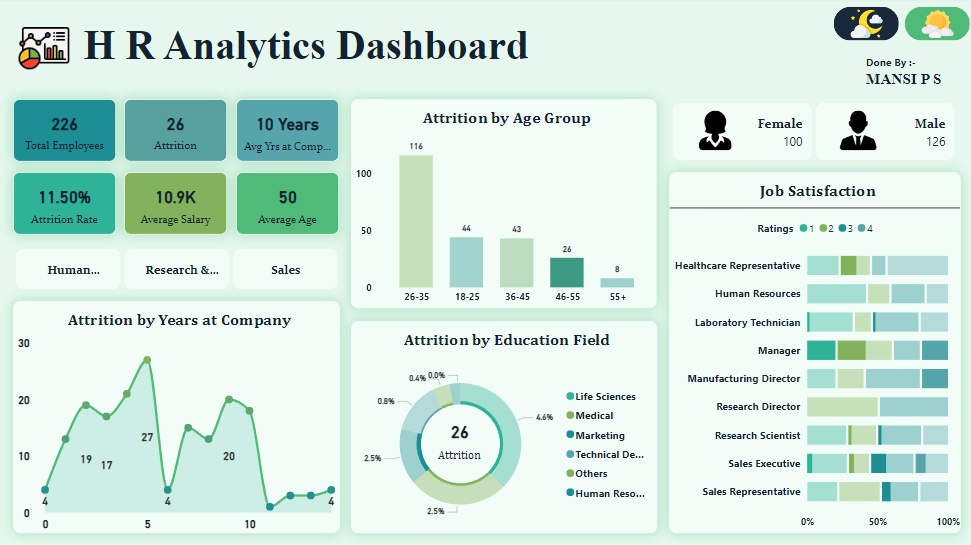 H R Analytics Dashboard
Done By :-
MANSI P S
226
Total Employees
26
Attrition
10 Years
Avg Yrs at Comp...
11.50%
Attrition Rate
10.9K
Average Salary
50
Average Age
Human...
Research &...
Sales
Attrition by Years at Company
30
20
10
0
4
19
17
27
4
20
4
0
5
10
Attrition by Age Group
100
50
0
116
44
43
26
8
26-35
18-25
36-45
46-55
55+
Attrition by Education Field
0.4%
0.0%
0.8%
4.6%
2.5%
2.5%
26
Attrition
Life Sciences
Medical
Marketing
Technical De...
Others
Human Reso...
Female
100
Male
126
Job Satisfaction
Ratings 1 2 3 4
Healthcare Representative
Human Resources
Laboratory Technician
Manager
Manufacturing Director
Research Director
Research Scientist
Sales Executive
Sales Representative
0% 50% 100%